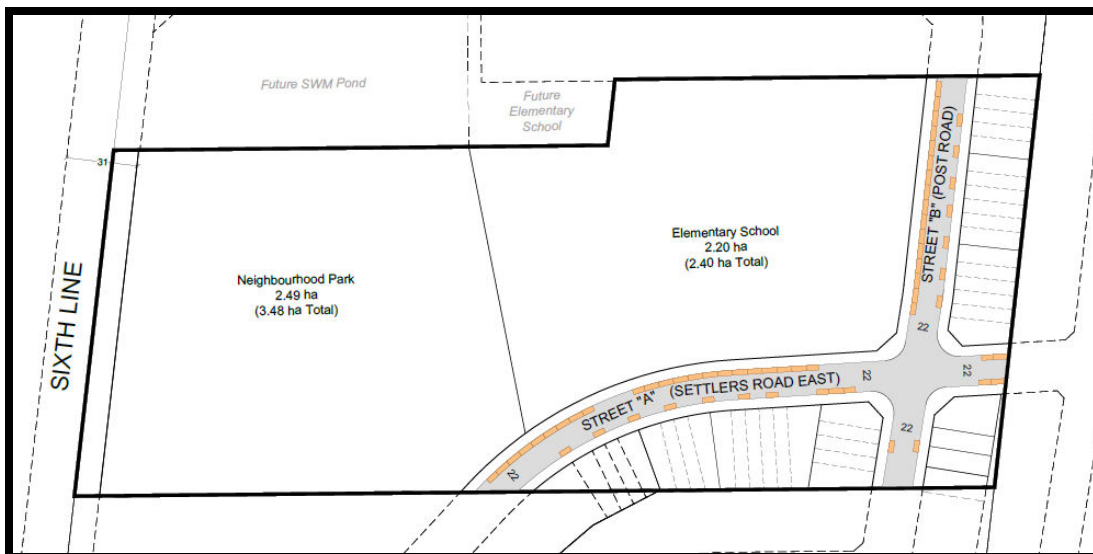 Future SWM Pond
Future
Elementary
School
31
SIXTH LINE
Neighbourhood Park
2.49 ha
(3.48 ha Total)
Elementary School
2.20 ha
(2.40 ha Total)
STREET "B" (POST ROAD)
22
22
22
STREET "A" (SETTLERS ROAD EAST)
22
22